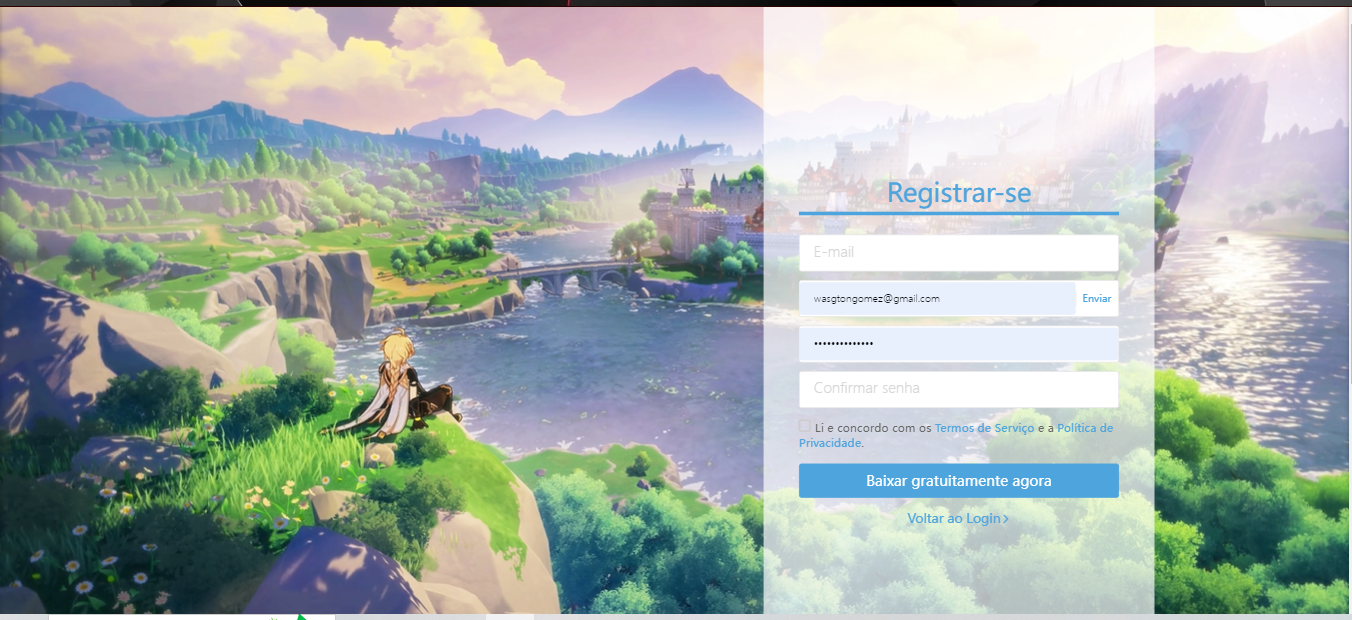 Registrar-se
E-mail
wasgtongomez@gmail.com Enviar
••••••••••••••
Confirmar senha
Li e concordo com os Termos de Serviço e a Política de
Privacidade.
Baixar gratuitamente agora
Voltar ao Login >